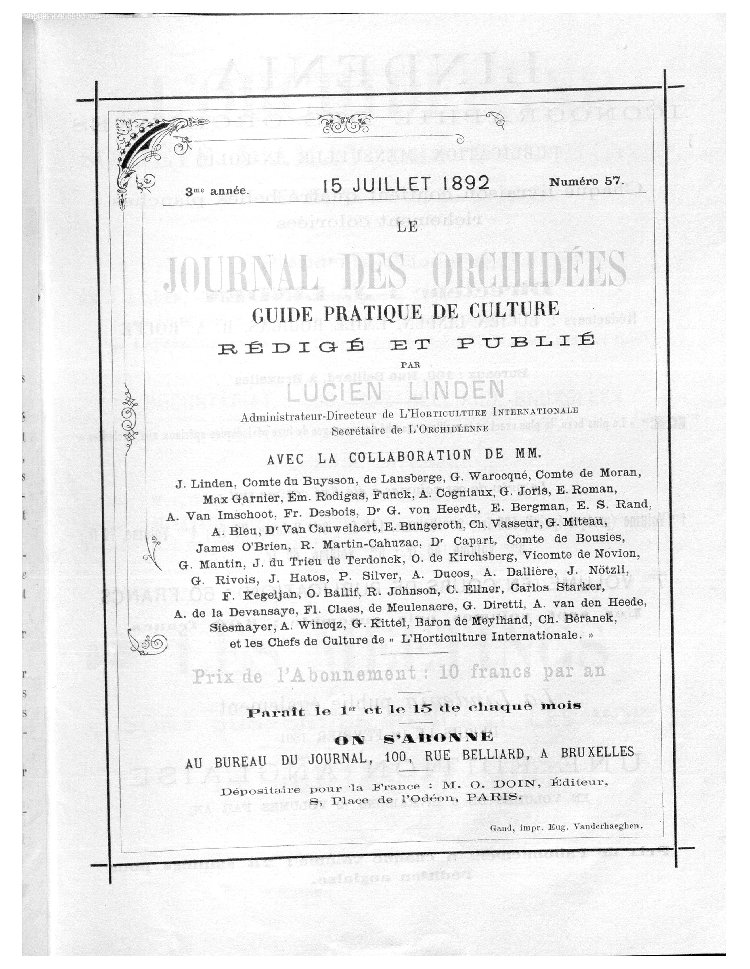 3me année.
15 JUILLET 1892
Numéro 57.
LE
JOURNAL DES ORCHIDÉES
GUIDE PRATIQUE DE CULTURE
RÉDIGÉ ET PUBLIÉ
PAR
LUCIEN LINDEN
Administrateur-Directeur de L'HORTICULTURE INTERNATIONALE
Secrétaire de L'ORCHIDÉENNE
AVEC LA COLLABORATION DE MM.
J. Linden, Comte du Buysson, de Lansberge, G. Warocqué, Comte de Moran,
Max Garnier, Ém. Rodigas, Funck, A. Cogniaux, G. Joris, E. Roman,
A. Van Imschoot, Fr. Desbois, Dr G. von Heerdt, E. Bergman, E. S. Rand,
A. Bleu, Dr Van Cauwelaert, E. Bungeroth, Ch. Vasseur, G. Miteau,
James O'Brien, R. Martin-Cahuzac, Dr Capart, Comte de Bousies,
G. Mantin, J. du Trieu de Terdonck, O. de Kirchsberg, Vicomte de Novion,
G. Rivois, J. Hatos, P. Silver, A. Ducos, A. Dallière, J. Nötzli,
F. Kegeljan, O. Ballif, R. Johnson, C. Ellner, Carlos Starker,
A. de la Devansaye, Fl. Claes, de Meulenaere, G. Diretti, A. van den Heede,
Siesmayer, A. Wincqz, G. Kittel, Baron de Meylhand, Ch. Béranek,
et les Chefs de Culture de « L'Horticulture Internationale. »
Prix de l'Abonnement : 10 francs par an
Paraît le 1er et le 15 de chaque mois
ON S'ABONNE
AU BUREAU DU JOURNAL, 100, RUE BELLIARD, A BRUXELLES
Dépositaire pour la France : M. O. DOIN, Éditeur.
8, Place de l'Odéon, PARIS.
Gand, impr. Eug. Vanderhaeghen.